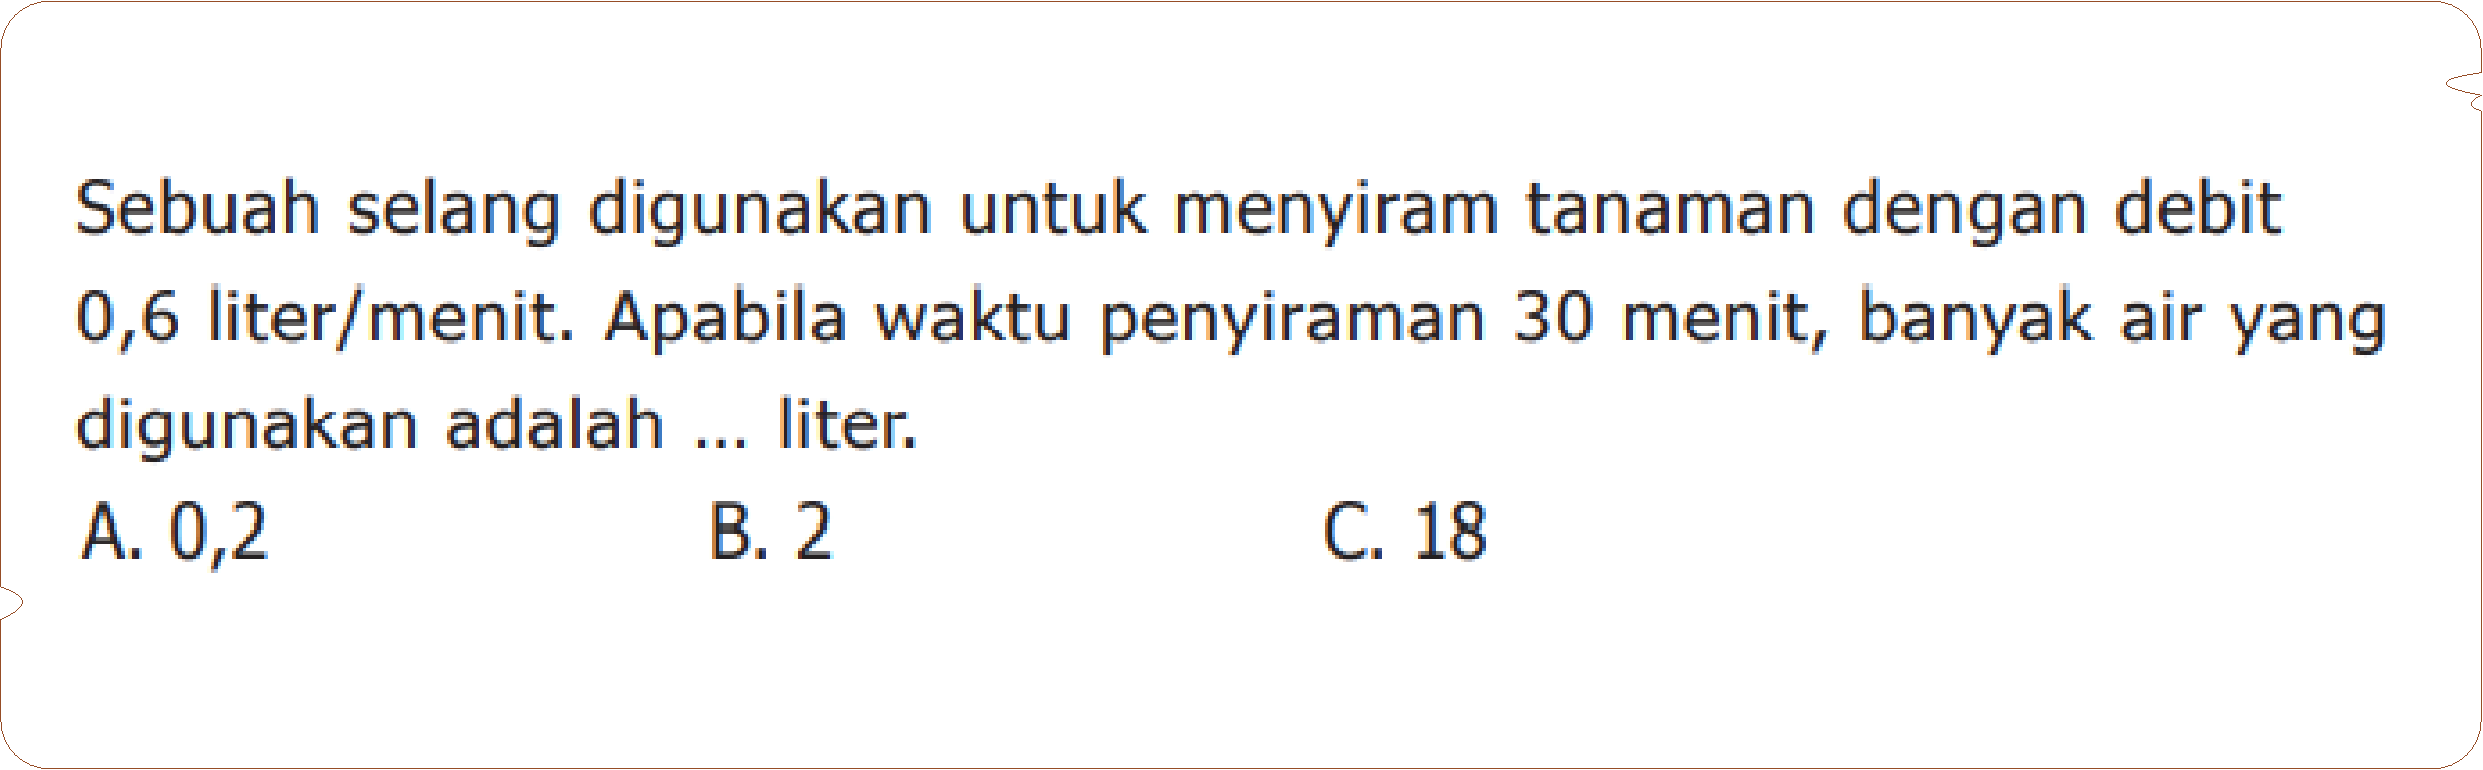 Sebuah selang digunakan untuk menyiram tanaman dengan debit
0,6 liter/menit. Apabila waktu penyiraman 30 menit, banyak air yang
digunakan adalah ... liter.
A. 0,2 B. 2 C. 18